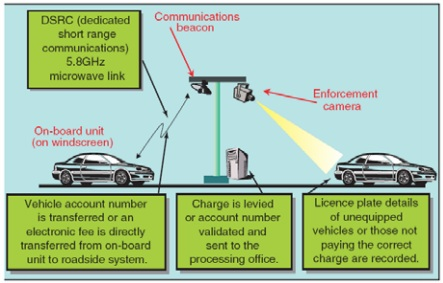 DSRC (dedicated
short range
communications)
5.8GHz
microwave link
Communications
beacon
Enforcement
camera
On-board unit
(on windscreen)
Vehicle account number
is transferred or an
electronic fee is directly
transferred from on-board
unit to roadside system.
Charge is levied
or account number
validated and
sent to the
processing office.
Licence plate details
of unequipped
vehicles or those not
paying the correct
charge are recorded.